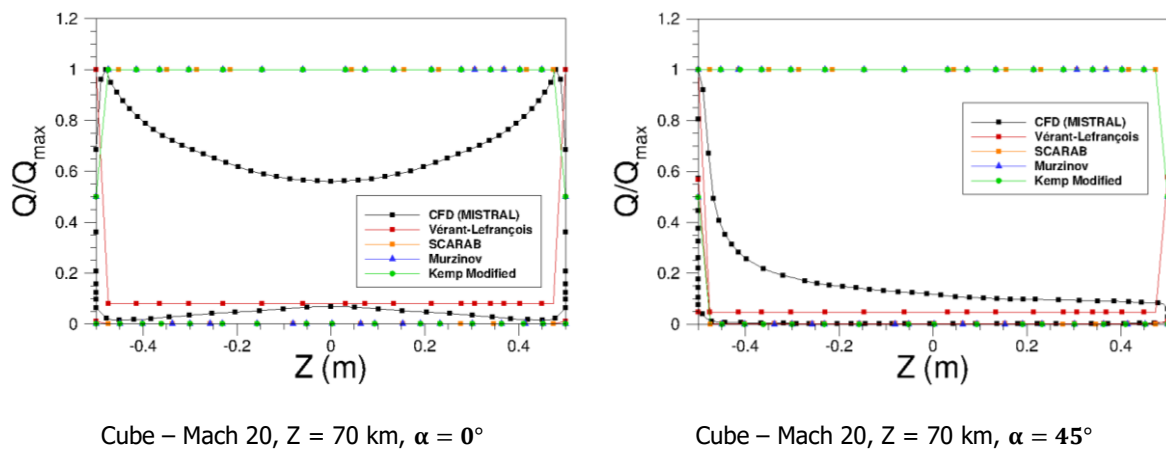 1.2
1
0.8
0.6
0.4
0.2
0
Q/Qmax
-0.4
-0.2
0
0.2
0.4
Z (m)
CFD (MISTRAL)
Vérant-Lefrançois
SCARAB
Murzinov
Kemp Modified
Cube – Mach 20, Z = 70 km, α = 0°
1.2
1
0.8
0.6
0.4
0.2
0
Q/Qmax
-0.4
-0.2
0
0.2
0.4
Z (m)
CFD (MISTRAL)
Vérant-Lefrançois
SCARAB
Murzinov
Kemp Modified
Cube – Mach 20, Z = 70 km, α = 45°